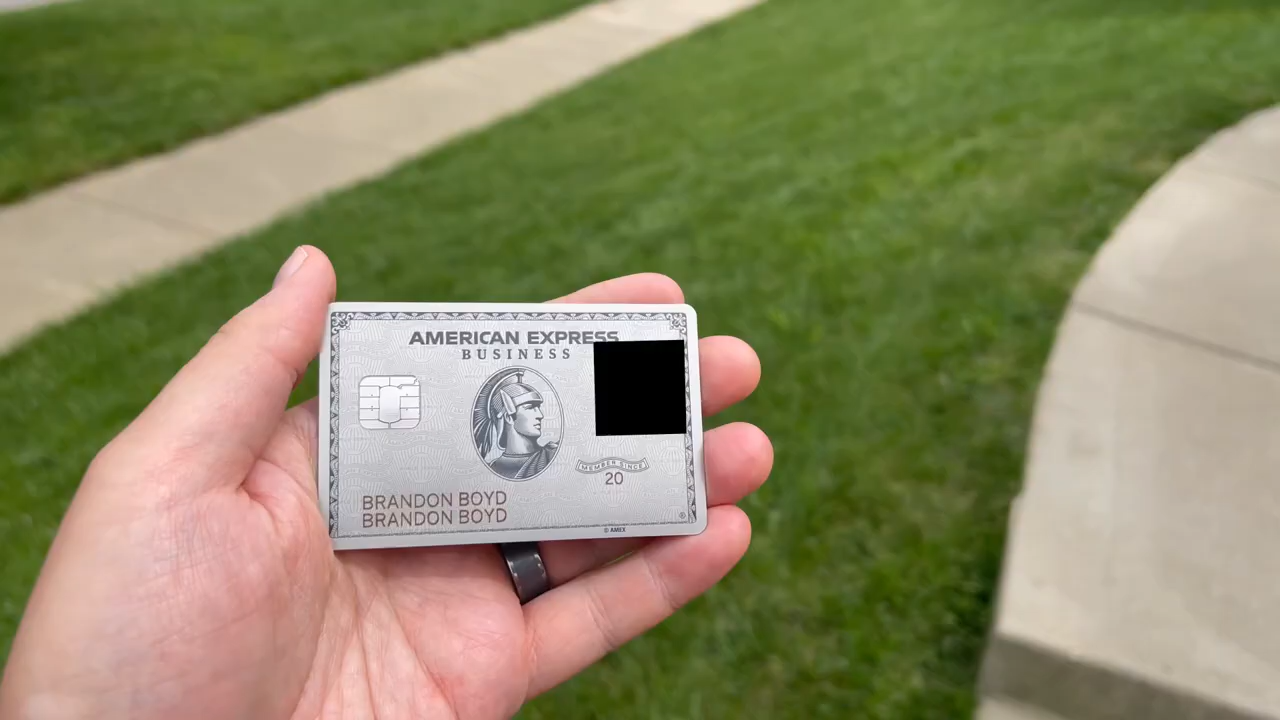 AMERICAN EXPRESS
BUSINESS
MEMBER SINCE
20
BRANDON BOYD
BRANDON BOYD
© AMEX
®